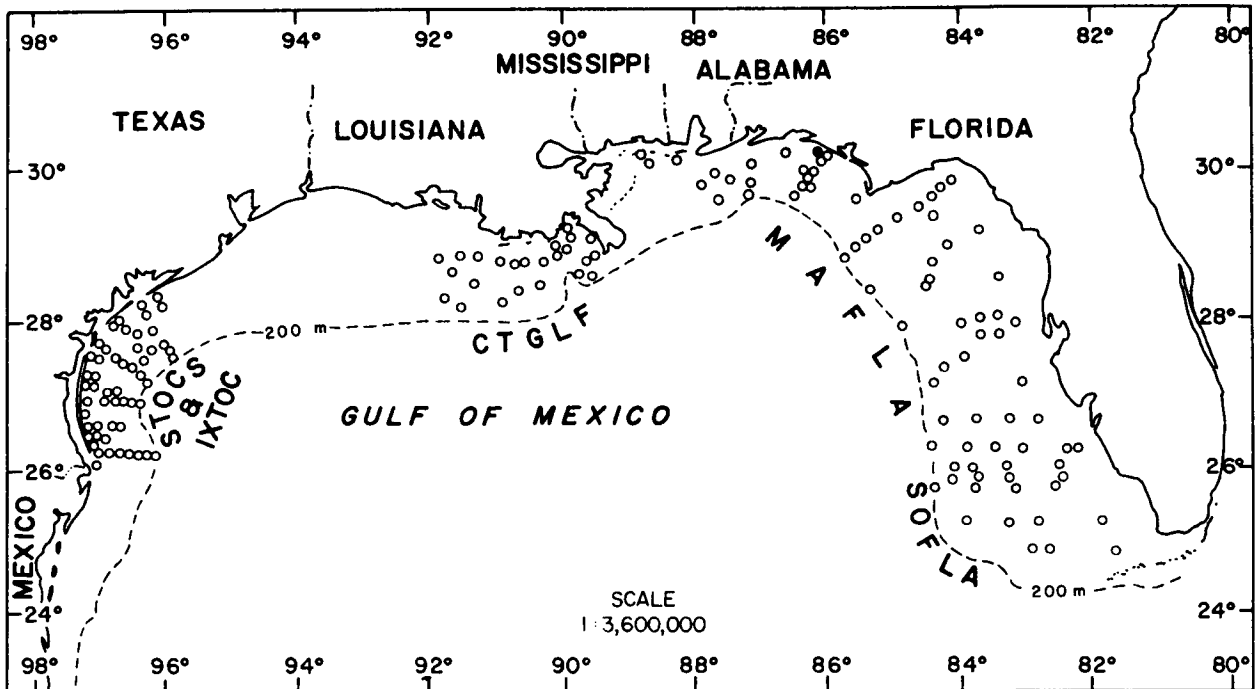 98° 96° 94° 92° 90° 88° 86° 84° 82° 80°
MISSISSIPPI ALABAMA
TEXAS LOUISIANA FLORIDA
30° 30°
MAFLA
28° 200 m CTGLF 28°
STOCS & IXTOC
GULF OF MEXICO
26° 26°
SOFLA
MEXICO
200 m
SCALE
24° 24°
1:3,600,000
98° 96° 94° 92° 90° 88° 86° 84° 82° 80°